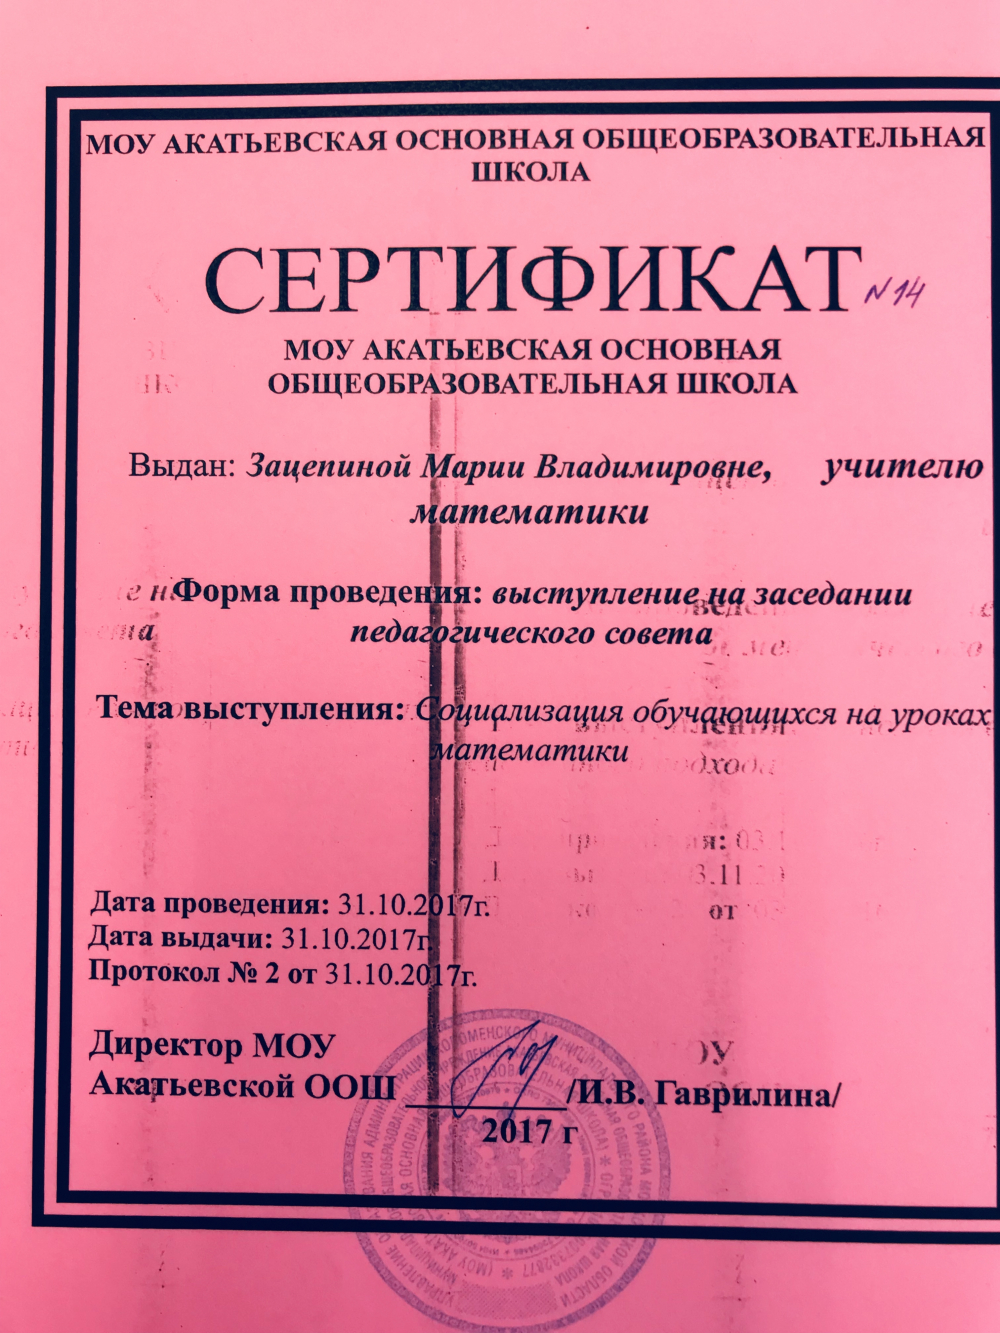 МОУ АКАТЬЕВСКАЯ ОСНОВНАЯ ОБЩЕОБРАЗОВАТЕЛЬНАЯ
ШКОЛА
СЕРТИФИКАТ N 14
МОУ АКАТЬЕВСКАЯ ОСНОВНАЯ
ОБЩЕОБРАЗОВАТЕЛЬНАЯ ШКОЛА
Выдан: Зацепиной Марии Владимировне, учителю
математики
Форма проведения: выступление на заседании
педагогического совета
Тема выступления: Социализация обучающихся на уроках
математики
Дата проведения: 31.10.2017г.
Дата выдачи: 31.10.2017г.
Протокол № 2 от 31.10.2017г.
Директор МОУ
Акатьевской ООШ /И.В. Гаврилина/
2017 г